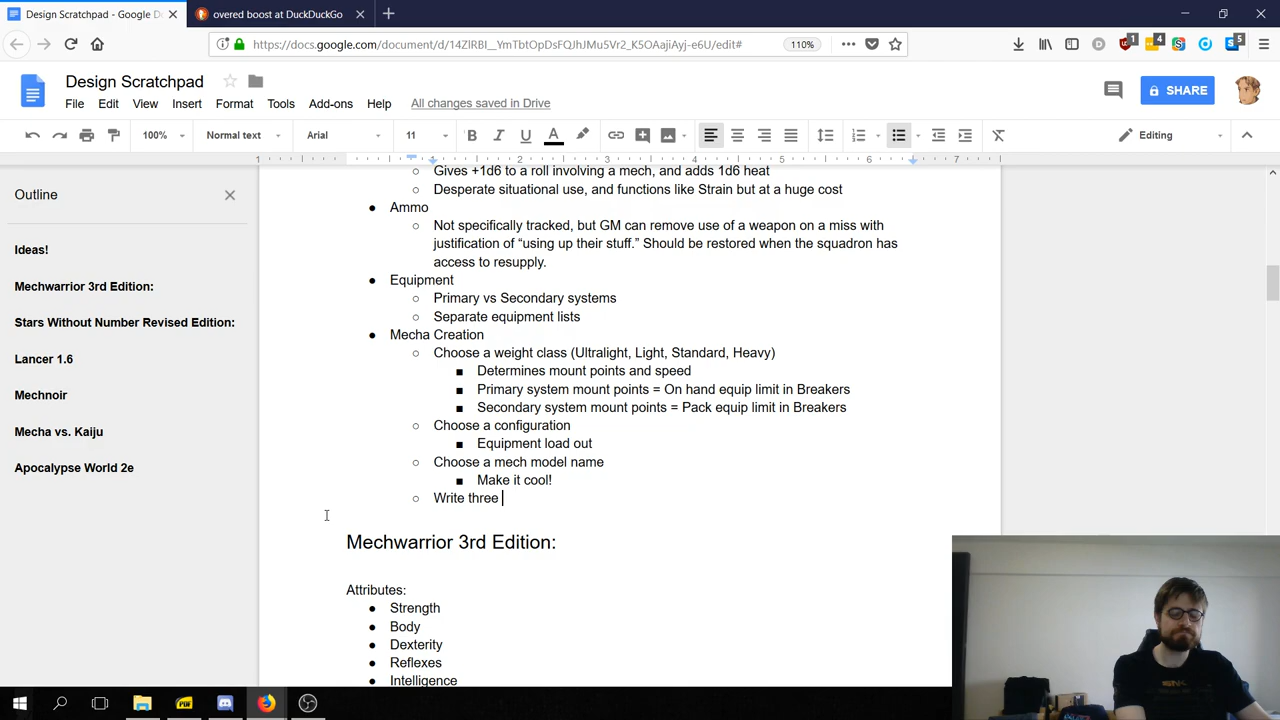 Design Scratchpad - Google D
overed boost at DuckDuckGo
110%
Design Scratchpad
File Edit View Insert Format Tools Add-ons Help All changes saved in Drive
SHARE
100% Normal text Arial 11 Editing
1 1 2 3 4 5 6 7
Outline
Ideas!
Mechwarrior 3rd Edition:
Stars Without Number Revised Edition:
Lancer 1.6
Mechnoir
Mecha vs. Kaiju
Apocalypse World 2e
Gives +1d6 to a roll involving a mech, and adds 1d6 heat
Desperate situational use, and functions like Strain but at a huge cost
Ammo
Not specifically tracked, but GM can remove use of a weapon on a miss with
justification of “using up their stuff.” Should be restored when the squadron has
access to resupply.
Equipment
Primary vs Secondary systems
Separate equipment lists
Mecha Creation
Choose a weight class (Ultralight, Light, Standard, Heavy)
Determines mount points and speed
Primary system mount points = On hand equip limit in Breakers
Secondary system mount points = Pack equip limit in Breakers
Choose a configuration
Equipment load out
Choose a mech model name
Make it cool!
Write three
Mechwarrior 3rd Edition:
Attributes:
Strength
Body
Dexterity
Reflexes
Intelligence